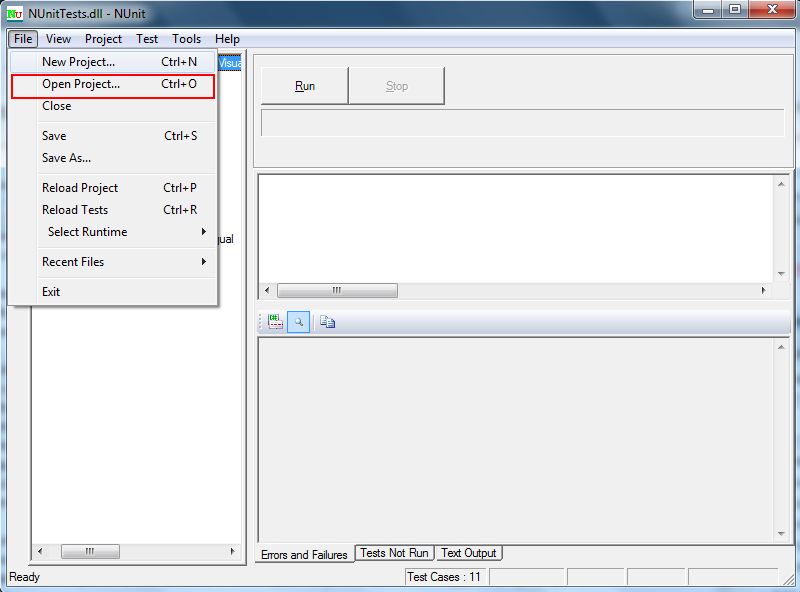 NUnitTests.dll - NUnit
File View Project Test Tools Help
New Project... Ctrl+N
Open Project... Ctrl+O
Close
Save Ctrl+S
Save As...
Reload Project Ctrl+P
Reload Tests Ctrl+R
Select Runtime
Recent Files
Exit
Visua
Run Stop
Errors and Failures Tests Not Run Text Output
Ready Test Cases : 11